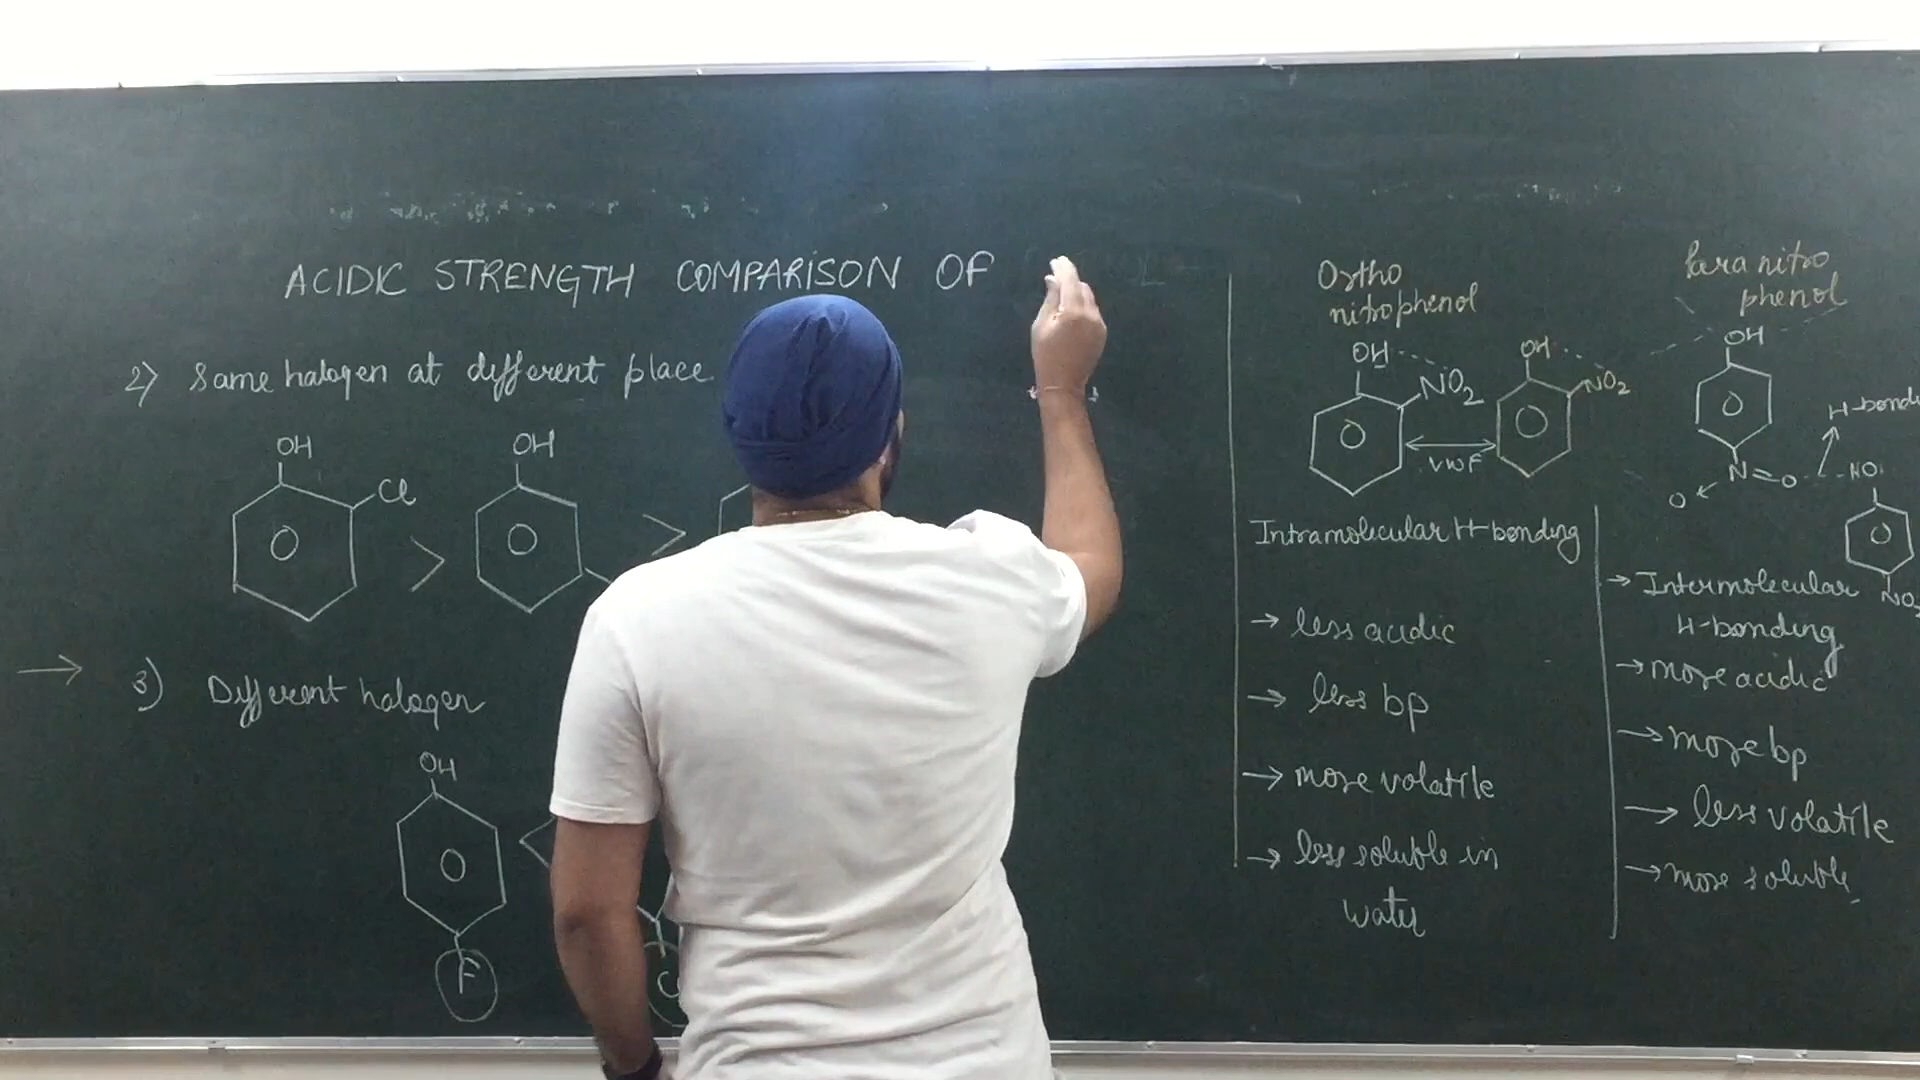 ACIDIC STRENGTH COMPARISON OF
2) Same halogen at different place
OH
Cl
>
OH
>
→ 3) Different halogen
OH
F
<
C
Ortho
nitrophenol
OH
NO2
VWF
OH
NO2
Intramolecular H-bonding
→ less acidic
→ less bp
→ more volatile
→ less soluble in
water
Para nitro
phenol
OH
N=O
O
HO
H-bond
NO2
→ Intermolecular
H-bonding
→ more acidic
→ more bp
→ less volatile
→ more soluble